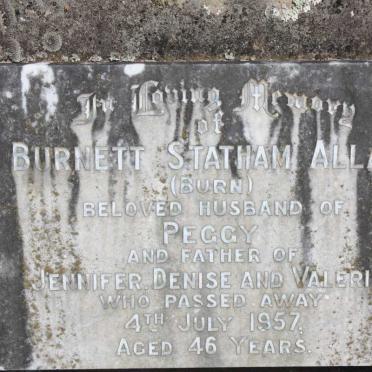 In Loving Memory
of
BURNETT STATHAM ALLA
(BURN)
BELOVED HUSBAND OF
PEGGY
AND FATHER OF
JENNIFER, DENISE AND VALERI
WHO PASSED AWAY
4TH JULY 1957,
AGED 46 YEARS.